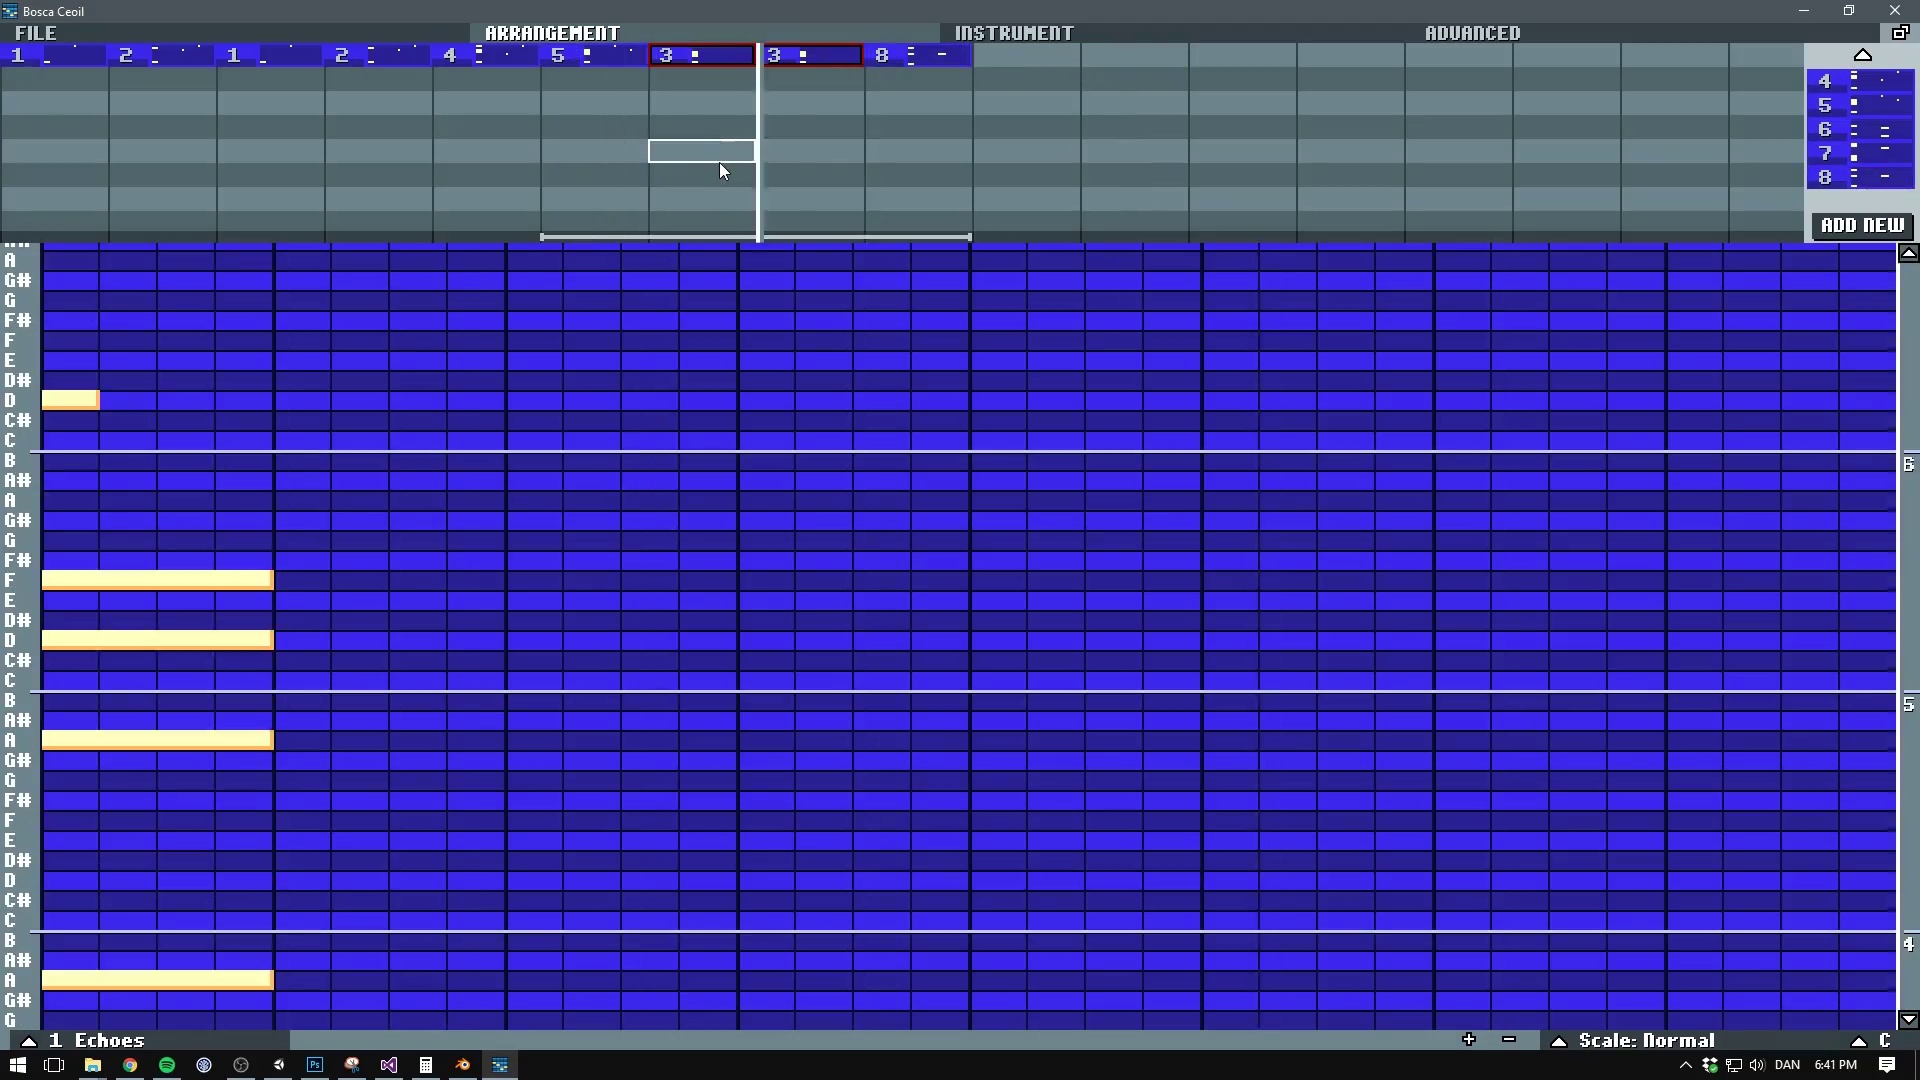 Bosca Ceoil
FILE
ARRANGEMENT
INSTRUMENT
ADVANCED
1 2 1 2 4 5 3 3 8
4
5
6
7
8
ADD NEW
A
G#
G
F#
F
E
D#
D
C#
C
B 6
A#
A
G#
G
F#
F
E
D#
D
C#
C
B 5
A#
A
G#
G
F#
F
E
D#
D
C#
C
B 4
A#
A
G#
G
1 Echoes
+ -
Scale: Normal
C
Ps
DAN 6:41 PM